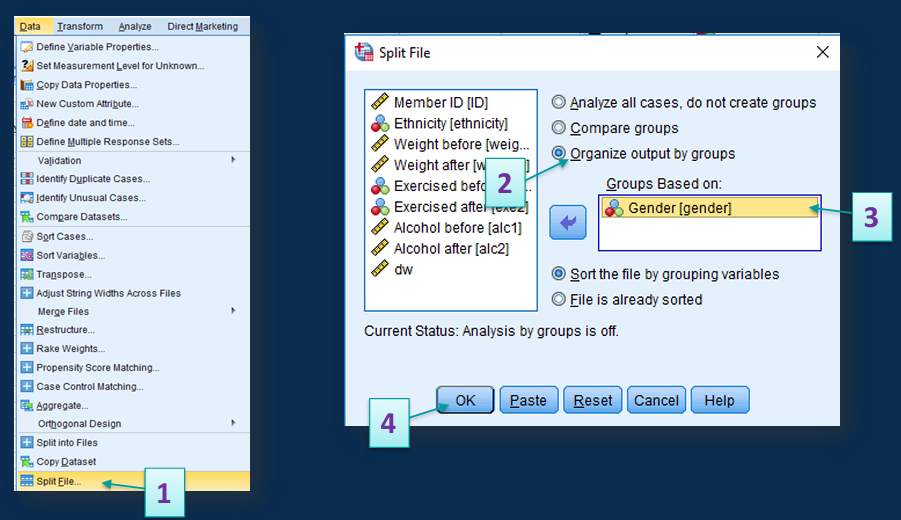 Data Transform Analyze Direct Marketing
Define Variable Properties...
Set Measurement Level for Unknown...
Copy Data Properties...
New Custom Attribute...
Define date and time...
Define Multiple Response Sets...
Validation
Identify Duplicate Cases...
Identify Unusual Cases...
Compare Datasets...
Sort Cases...
Sort Variables...
Transpose...
Adjust String Widths Across Files
Merge Files
Restructure...
Rake Weights...
Propensity Score Matching...
Case Control Matching...
Aggregate...
Orthogonal Design
Split into Files
Copy Dataset
Split File...
1
Split File
Member ID [ID]
Ethnicity [ethnicity]
Weight before [weig...
Weight after [w
Exercised befo
Exercised after [exe2]
Alcohol before [alc1]
Alcohol after [alc2]
dw
Analyze all cases, do not create groups
Compare groups
Organize output by groups
2
Groups Based on:
Gender [gender]
3
Sort the file by grouping variables
File is already sorted
Current Status: Analysis by groups is off.
OK Paste Reset Cancel Help
4